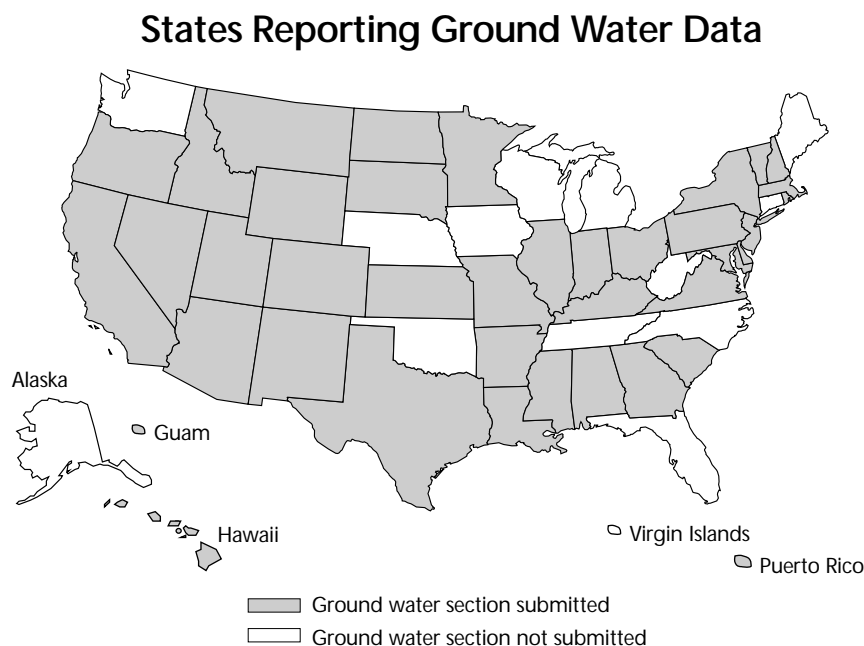 States Reporting Ground Water Data
Alaska
Guam
Hawaii
Virgin Islands
Puerto Rico
Ground water section submitted
Ground water section not submitted